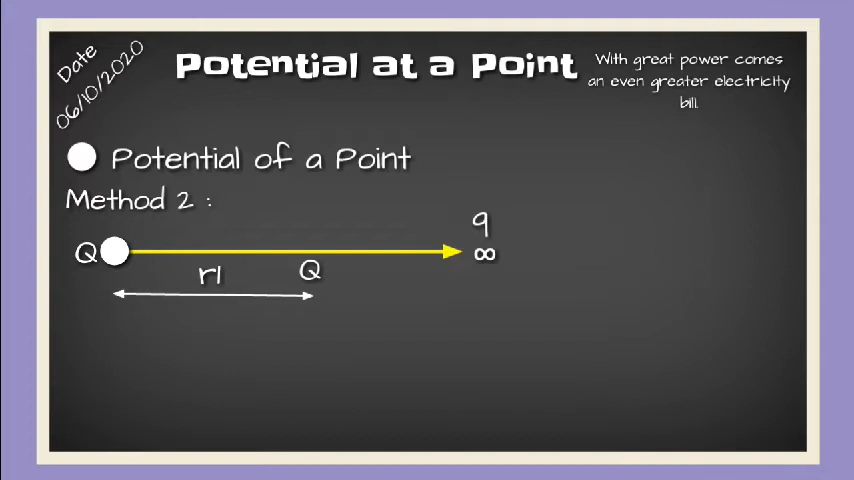 Date
06/10/2020
Potential at a Point
With great power comes
an even greater electricity
bill.
Potential of a Point
Method 2 :
q
Q
∞
r1
Q